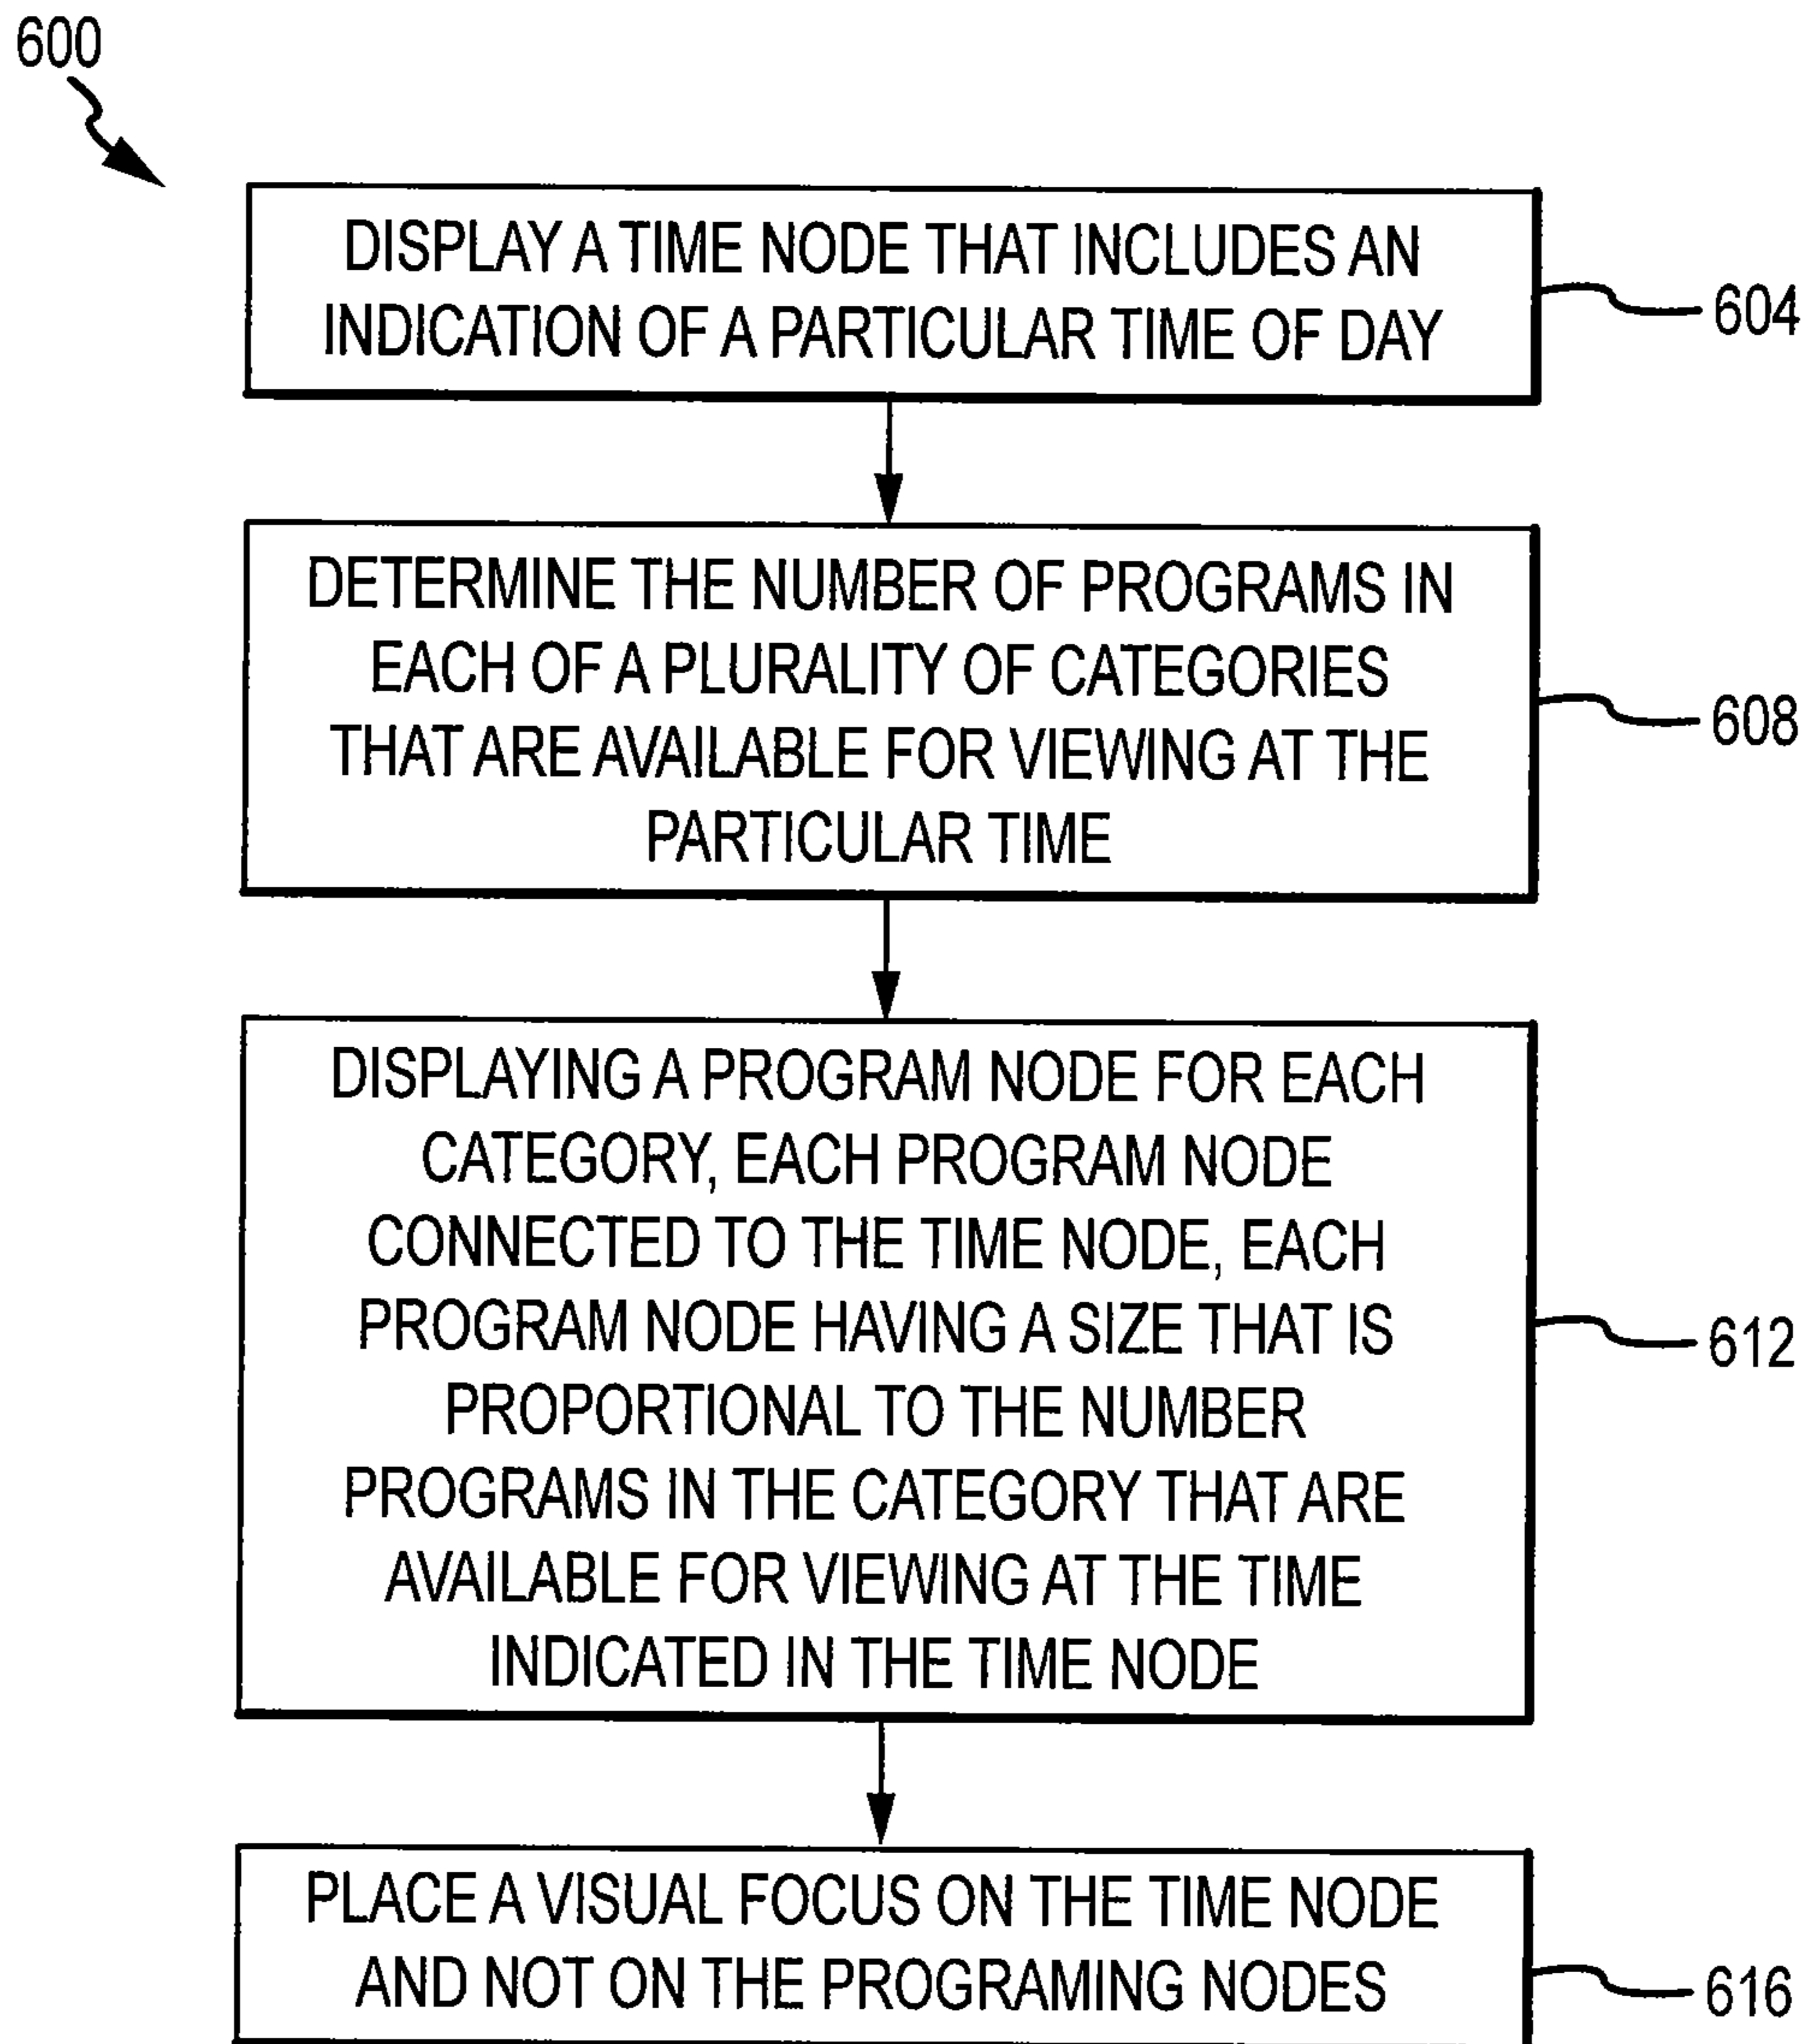 600
DISPLAY A TIME NODE THAT INCLUDES AN
INDICATION OF A PARTICULAR TIME OF DAY
604
DETERMINE THE NUMBER OF PROGRAMS IN
EACH OF A PLURALITY OF CATEGORIES
THAT ARE AVAILABLE FOR VIEWING AT THE
PARTICULAR TIME
608
DISPLAYING A PROGRAM NODE FOR EACH
CATEGORY, EACH PROGRAM NODE
CONNECTED TO THE TIME NODE, EACH
PROGRAM NODE HAVING A SIZE THAT IS
PROPORTIONAL TO THE NUMBER
PROGRAMS IN THE CATEGORY THAT ARE
AVAILABLE FOR VIEWING AT THE TIME
INDICATED IN THE TIME NODE
612
PLACE A VISUAL FOCUS ON THE TIME NODE
AND NOT ON THE PROGRAMING NODES
616